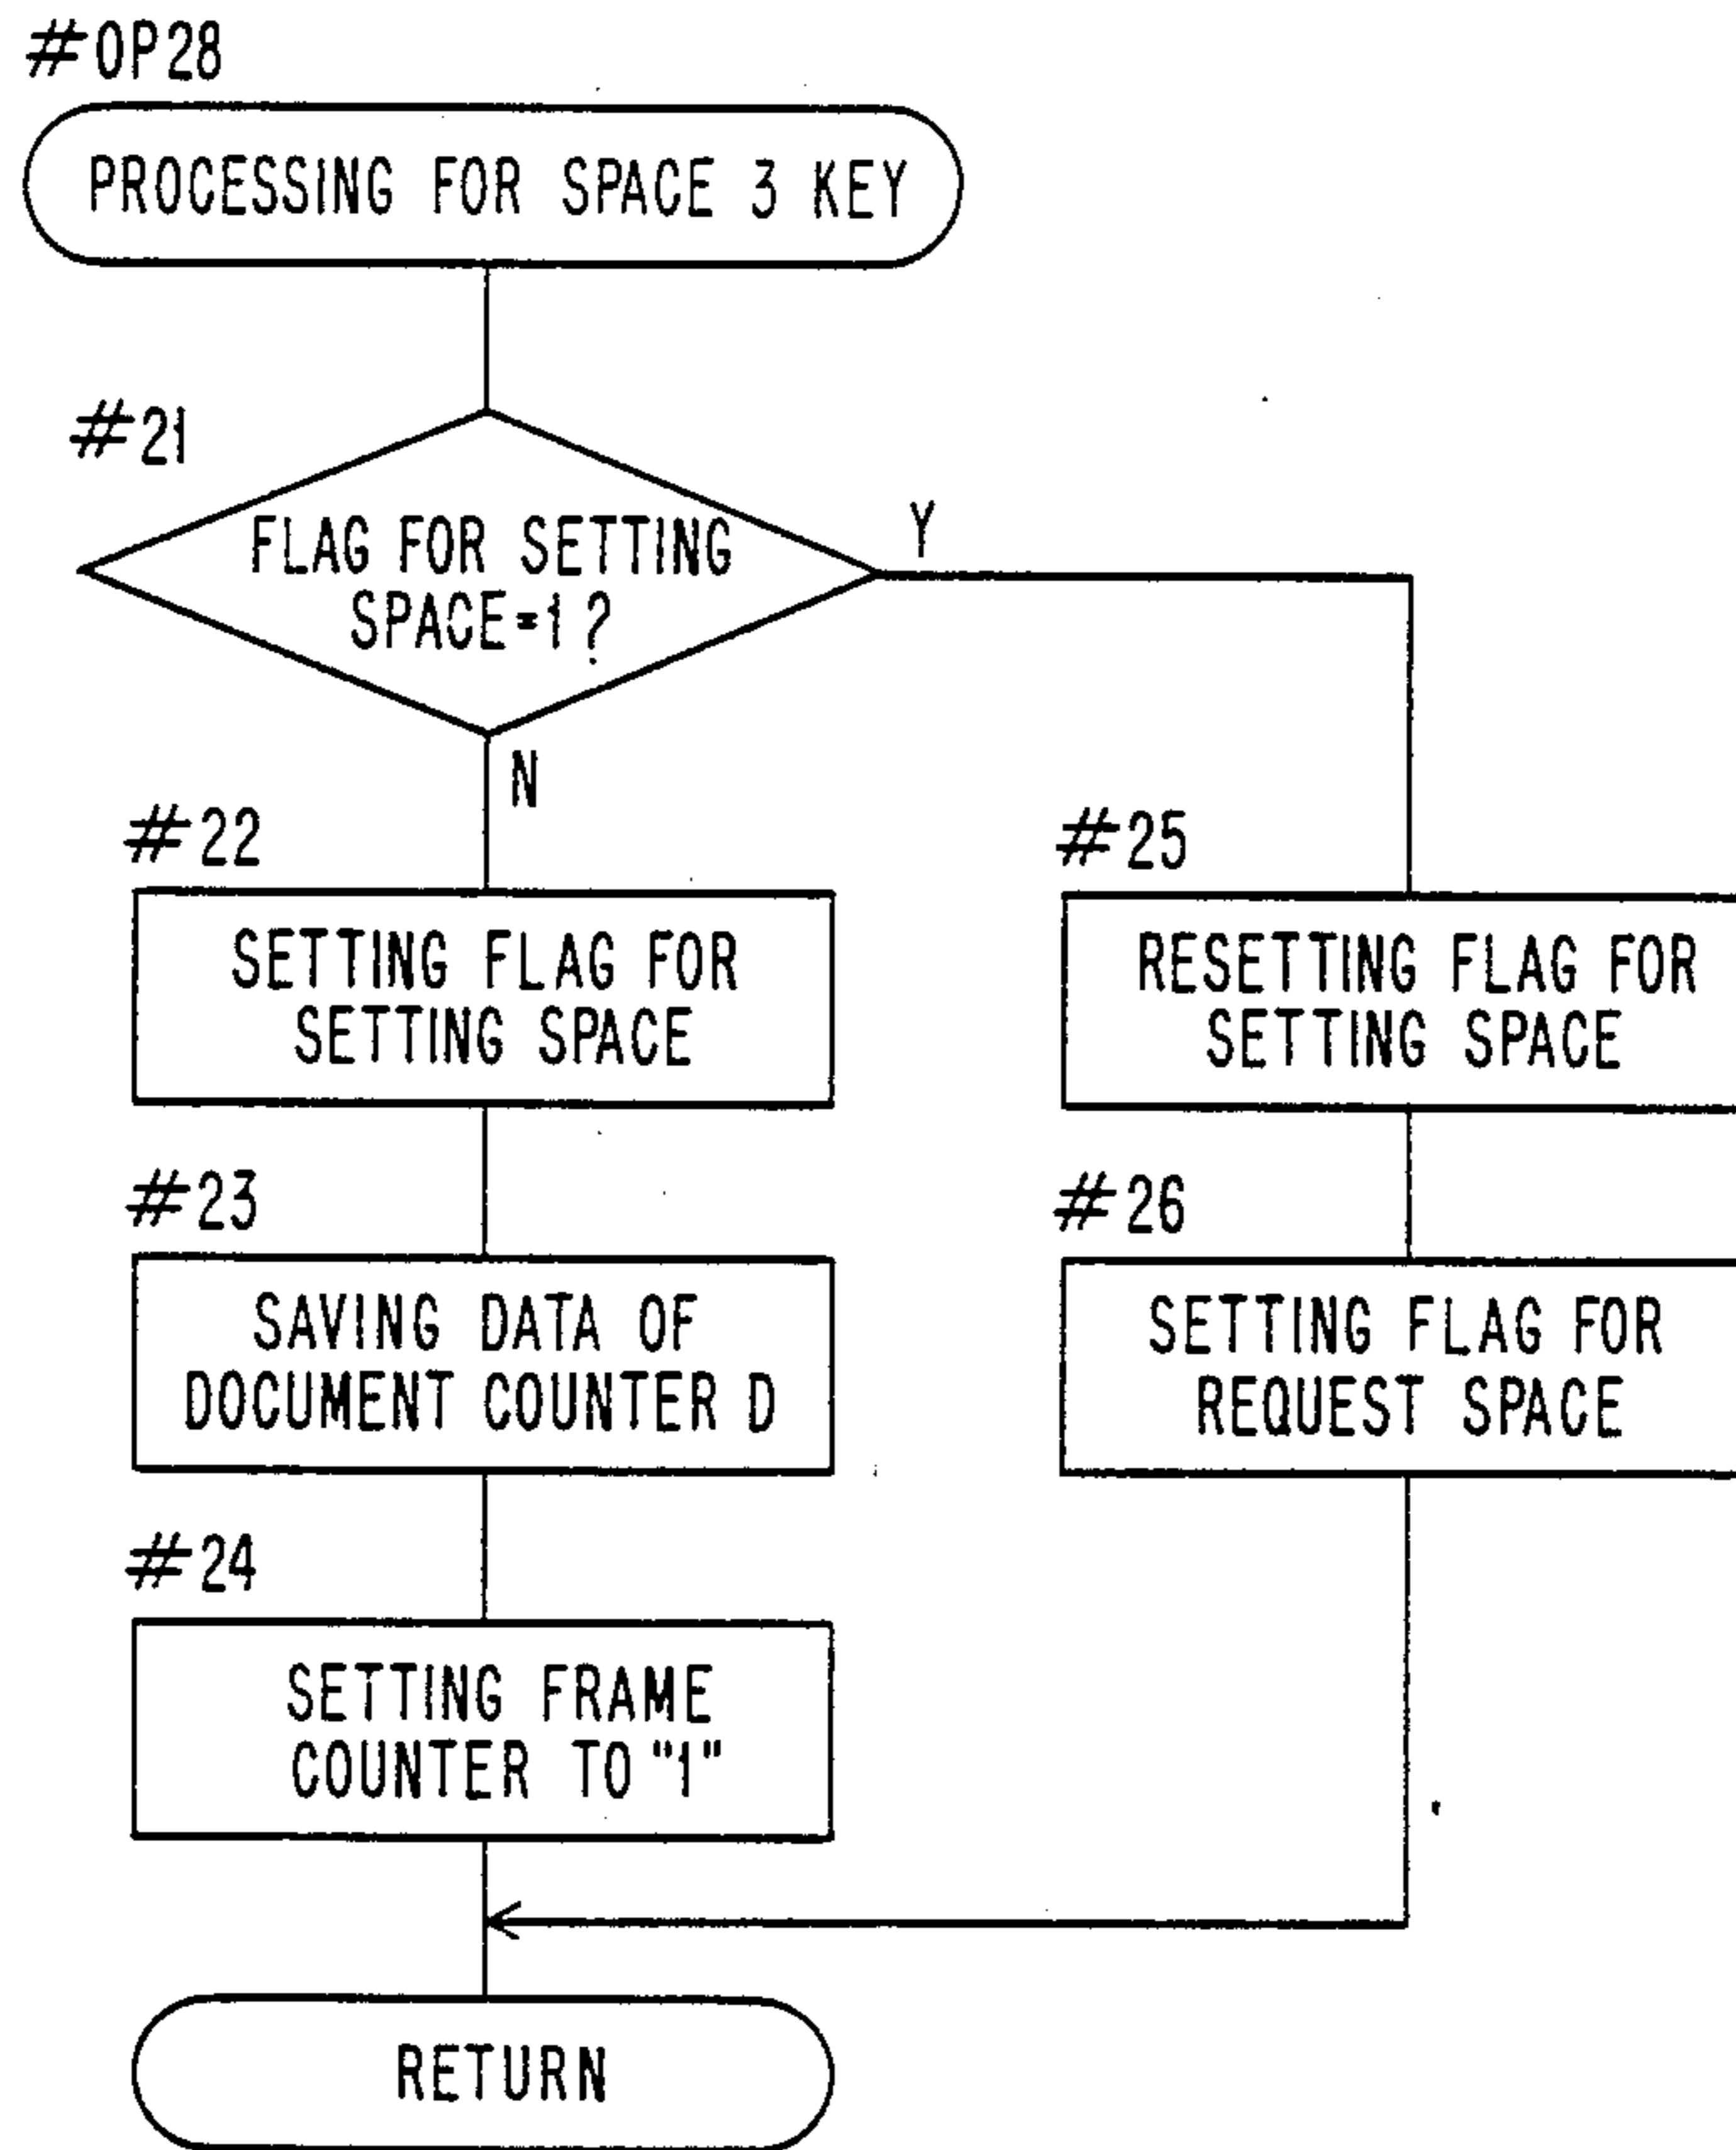 #OP28
PROCESSING FOR SPACE 3 KEY
#21
FLAG FOR SETTING
SPACE=1?
Y
N
#22
SETTING FLAG FOR
SETTING SPACE
#23
SAVING DATA OF
DOCUMENT COUNTER D
#24
SETTING FRAME
COUNTER TO "1"
#25
RESETTING FLAG FOR
SETTING SPACE
#26
SETTING FLAG FOR
REQUEST SPACE
RETURN